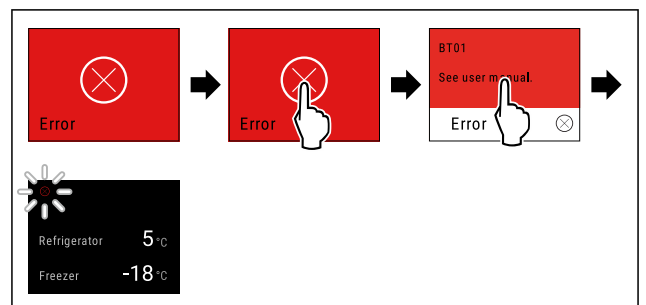 Error
Error
BT01
See user manual.
Error
Refrigerator 5 °C
Freezer -18 °C